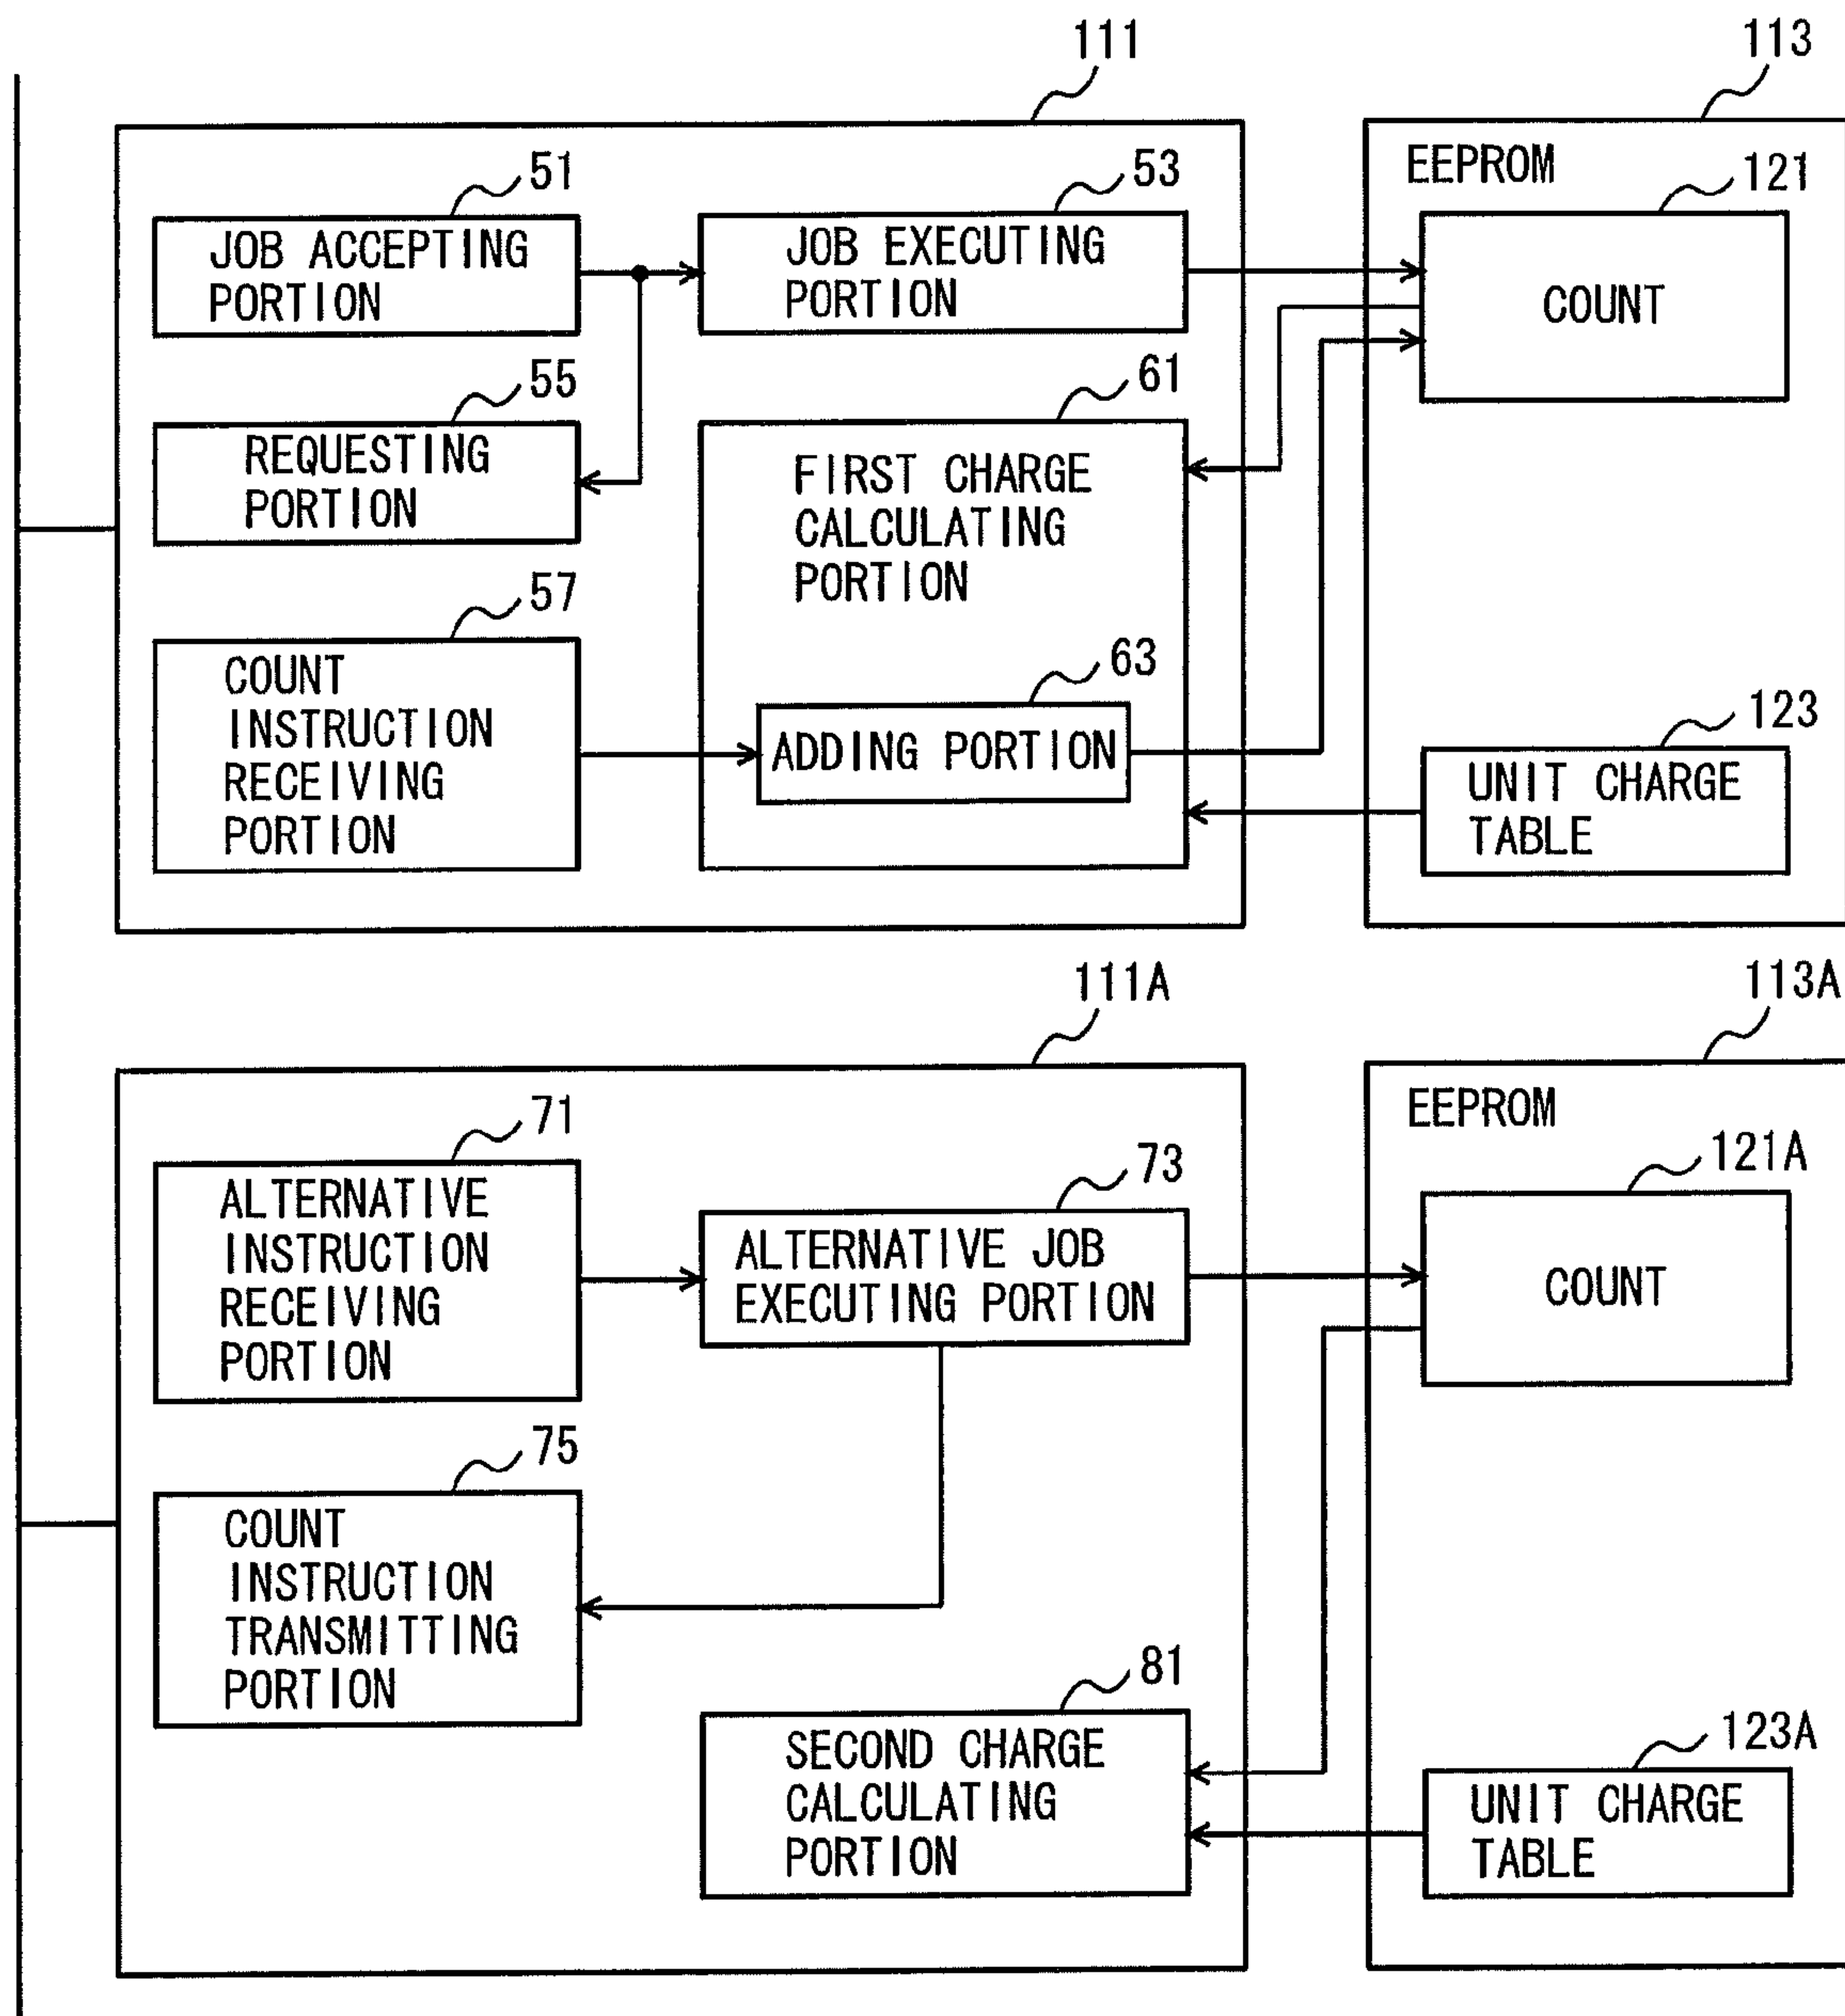 111
113
51
JOB ACCEPTING
PORTION
53
JOB EXECUTING
PORTION
EEPROM
121
COUNT
55
REQUESTING
PORTION
61
FIRST CHARGE
CALCULATING
PORTION
57
COUNT
INSTRUCTION
RECEIVING
PORTION
63
ADDING PORTION
123
UNIT CHARGE
TABLE
111A
113A
71
ALTERNATIVE
INSTRUCTION
RECEIVING
PORTION
73
ALTERNATIVE JOB
EXECUTING PORTION
EEPROM
121A
COUNT
75
COUNT
INSTRUCTION
TRANSMITTING
PORTION
81
SECOND CHARGE
CALCULATING
PORTION
123A
UNIT CHARGE
TABLE